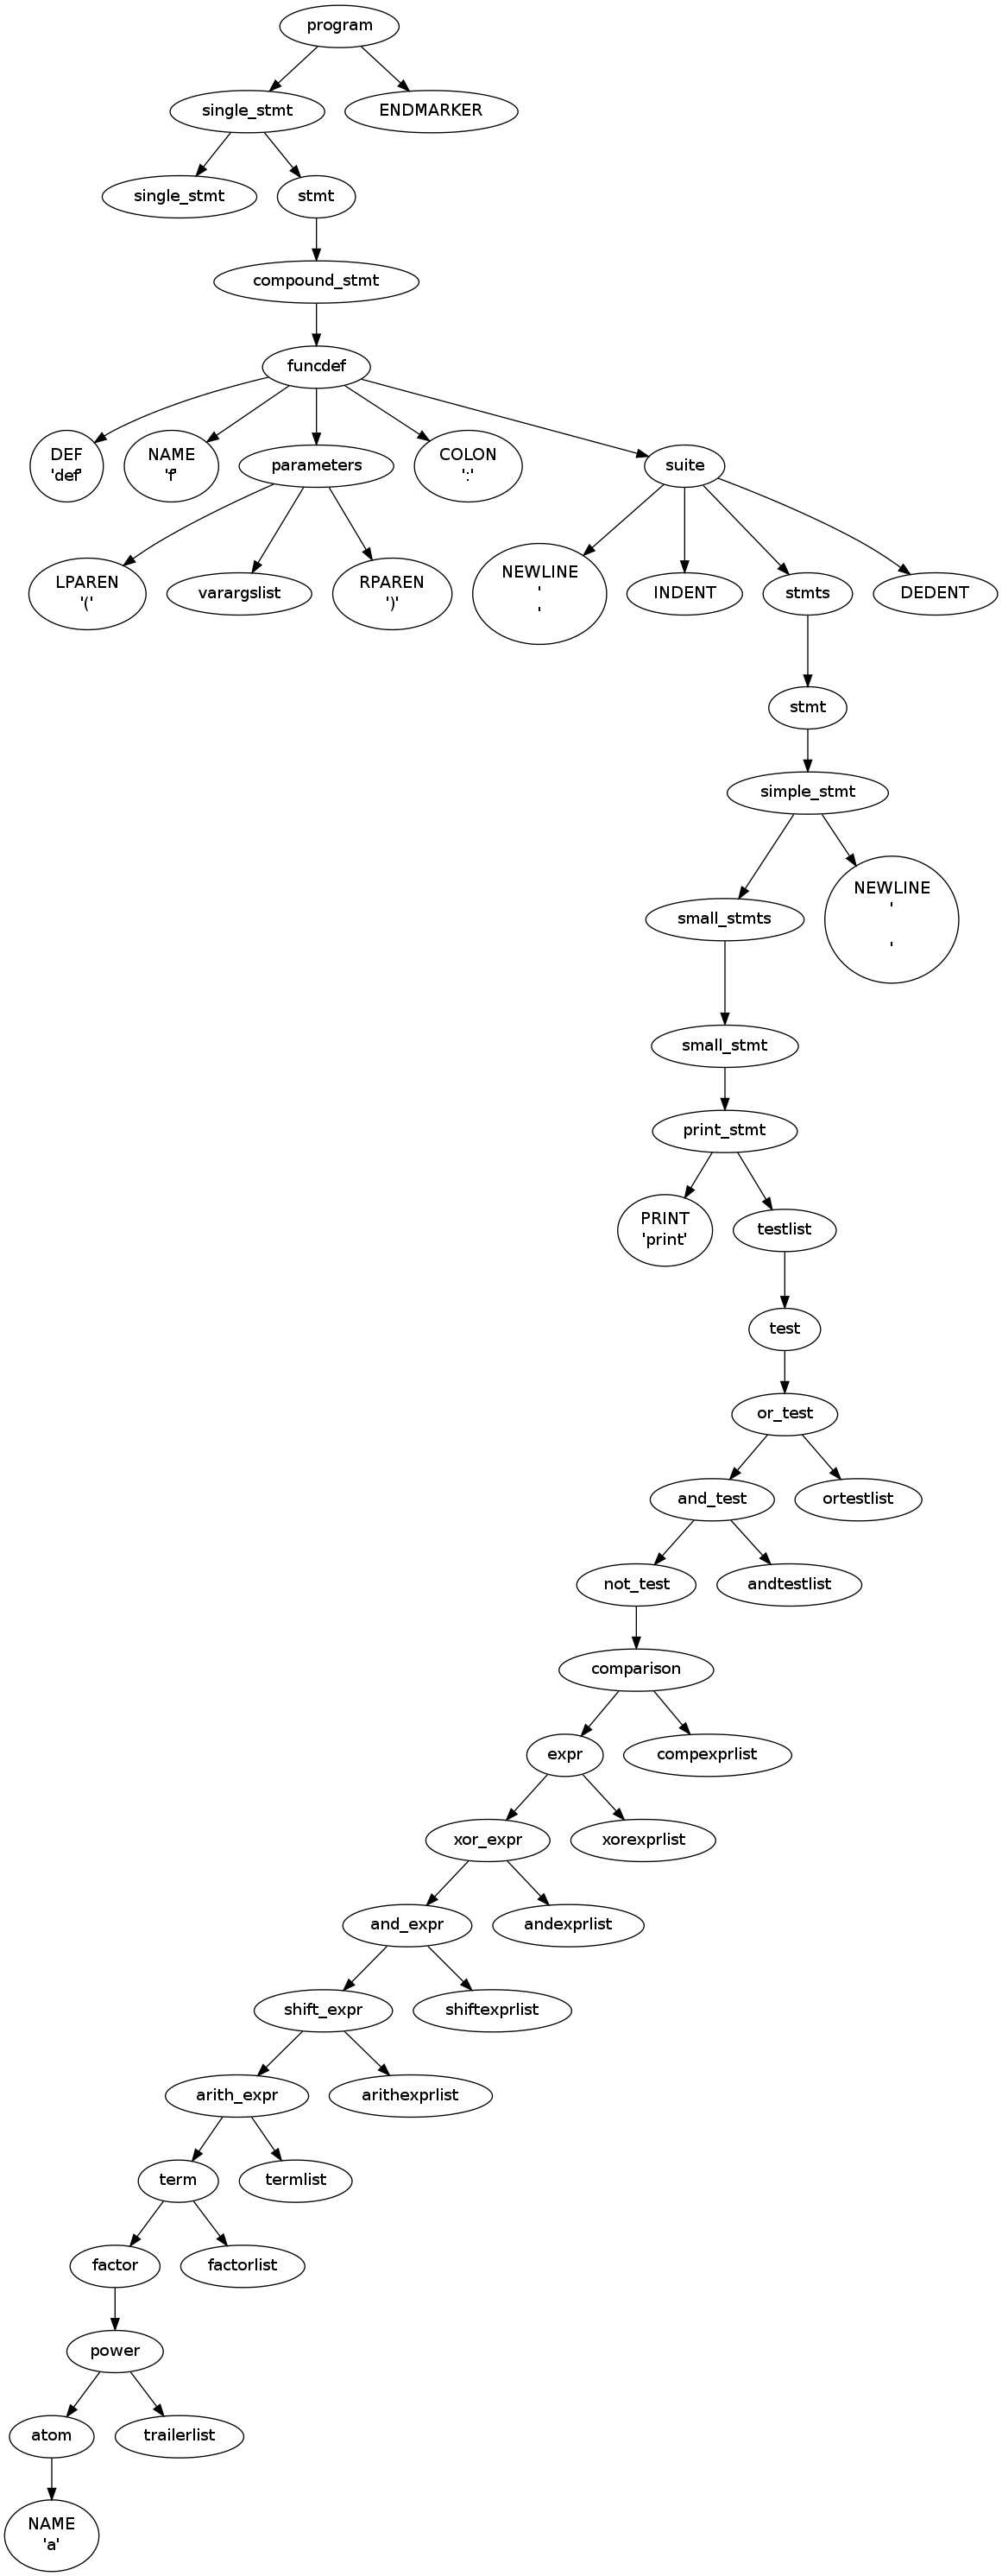 program
single_stmt
ENDMARKER
single_stmt
stmt
compound_stmt
funcdef
DEF
'def'
NAME
'f'
parameters
COLON
':'
suite
LPAREN
'('
varargslist
RPAREN
')'
NEWLINE
'
'
INDENT
stmts
DEDENT
stmt
simple_stmt
small_stmts
NEWLINE
'
'
small_stmt
print_stmt
PRINT
'print'
testlist
test
or_test
and_test
ortestlist
not_test
andtestlist
comparison
expr
compexprlist
xor_expr
xorexprlist
and_expr
andexprlist
shift_expr
shiftexprlist
arith_expr
arithexprlist
term
termlist
factor
factorlist
power
atom
trailerlist
NAME
'a'